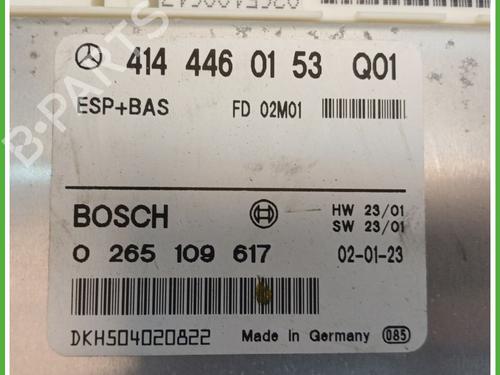 414 446 01 53 Q01
ESP+BAS FD 02M01
BOSCH HW 23/01
SW 23/01
0 265 109 617 02-01-23
DKH504020822 Made in Germany 085
B-PARTS